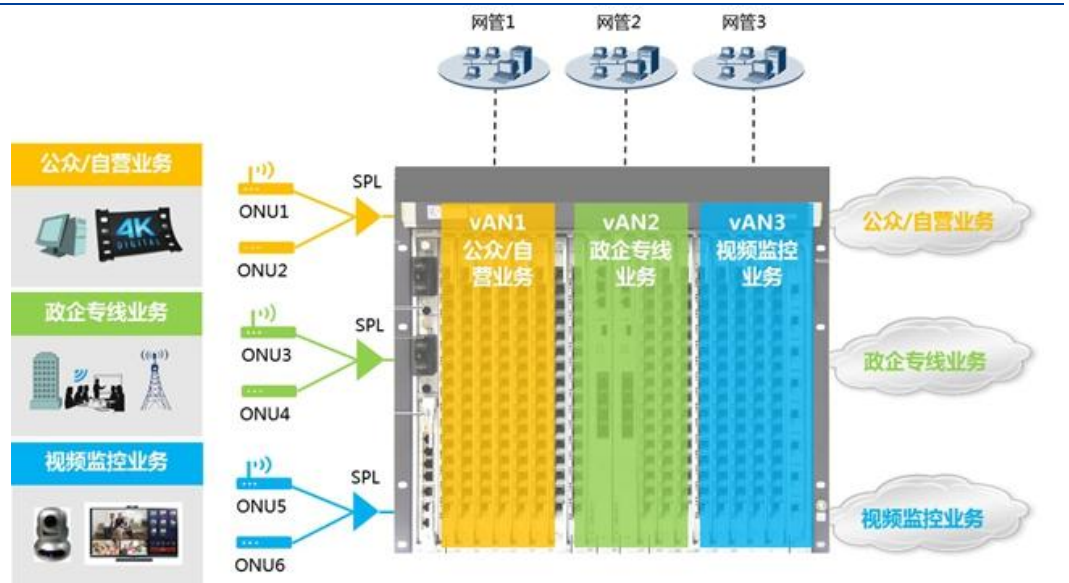 网管1
网管2
网管3
公众/自营业务
4K
DIGITAL
政企专线业务
视频监控业务
SPL
ONU1
ONU2
SPL
ONU3
ONU4
SPL
ONU5
ONU6
vAN1
公众/自
营业务
vAN2
政企专线
业务
vAN3
视频监控
业务
公众/自营业务
政企专线业务
视频监控业务